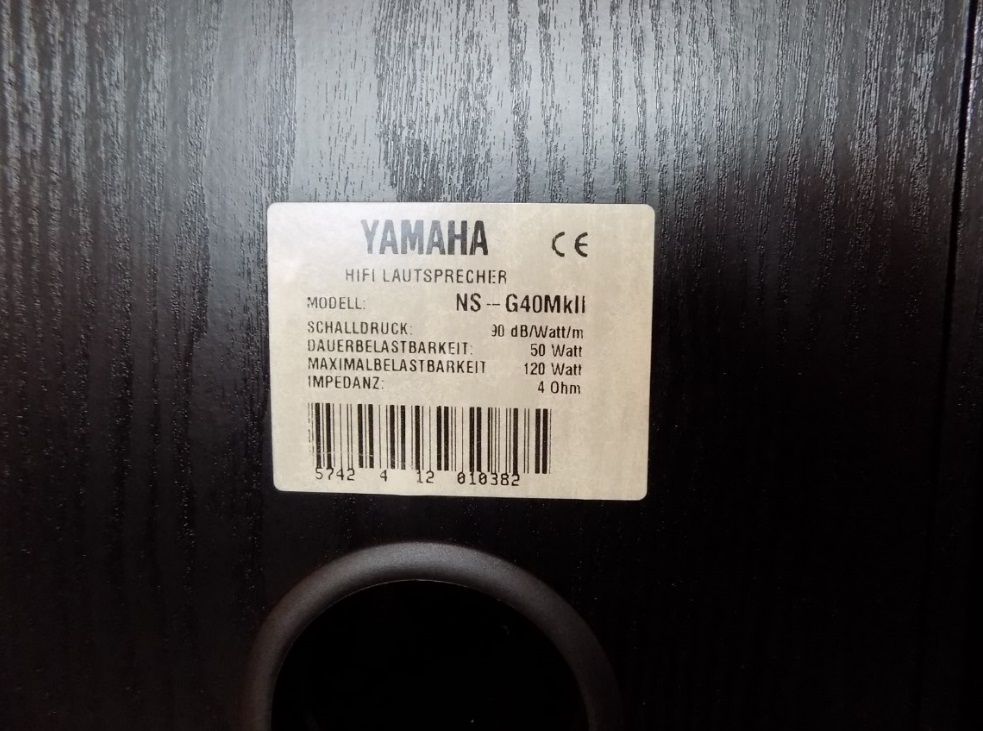 YAMAHA CE
HIFI LAUTSPRECHER
MODELL: NS-G40MkII
SCHALLDRUCK: 90 dB/Watt/m
DAUERBELASTBARKEIT: 50 Watt
MAXIMALBELASTBARKEIT 120 Watt
IMPEDANZ: 4 Ohm
5742 4 12 010382